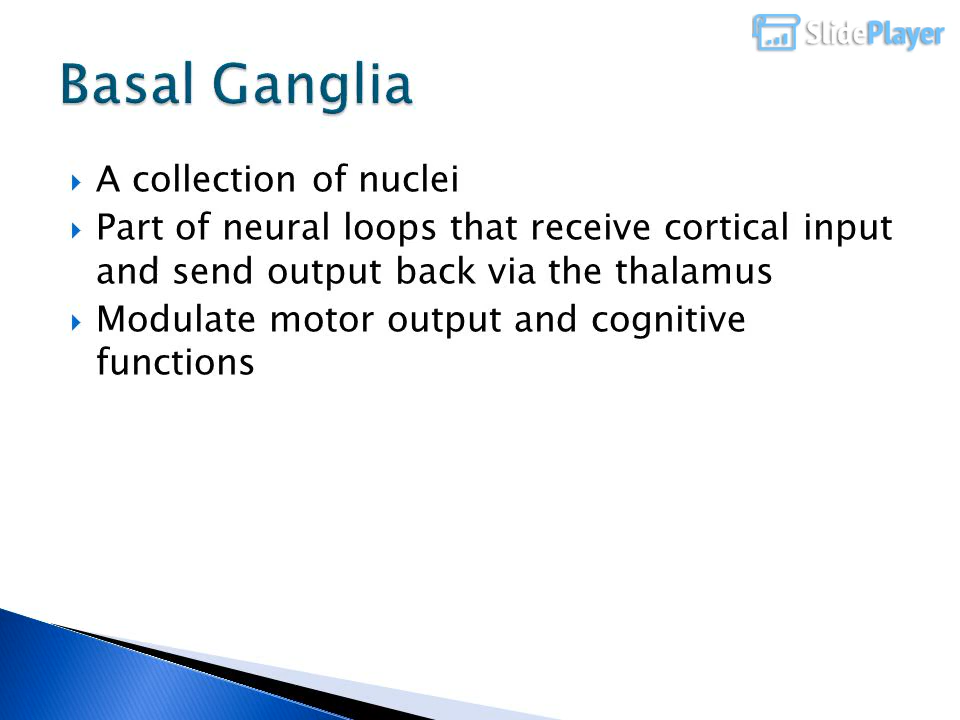 SlidePlayer
Basal Ganglia
A collection of nuclei
Part of neural loops that receive cortical input
and send output back via the thalamus
Modulate motor output and cognitive
functions